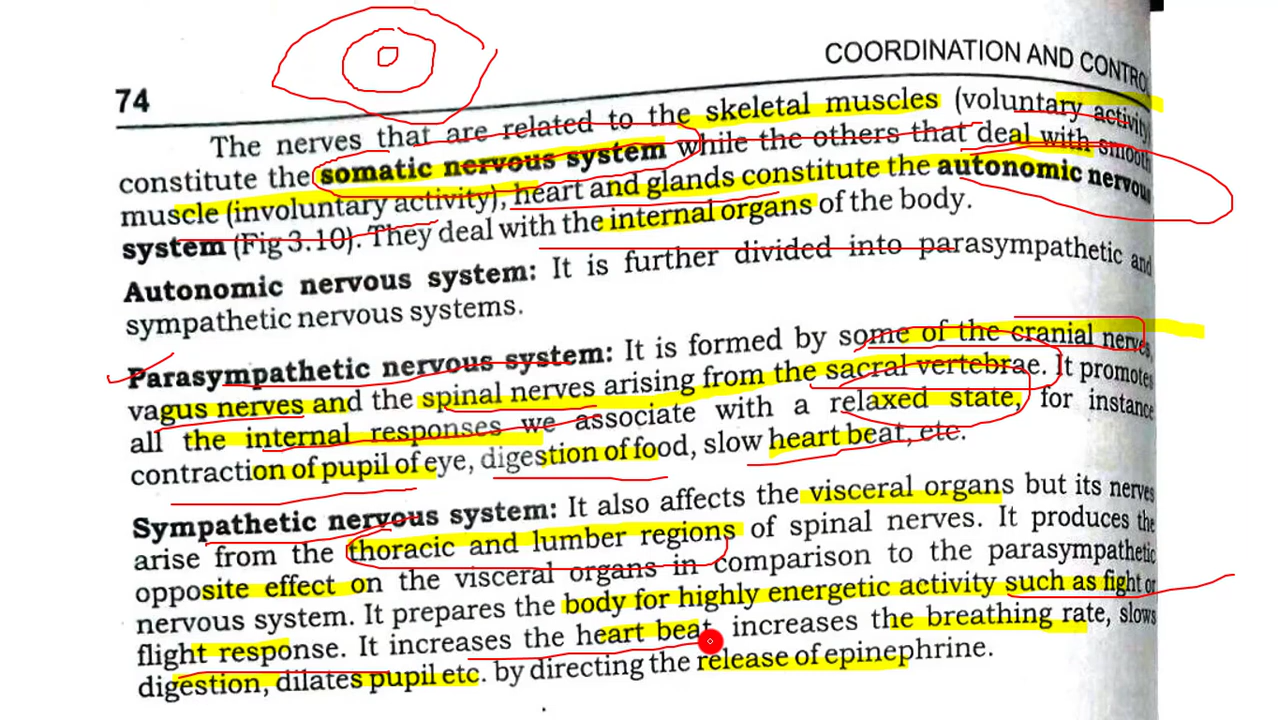 COORDINATION AND CONTRO
74
The nerves that are related to the skeletal muscles (voluntary activity)
constitute the somatic nervous system while the others that deal with smooth
muscle (involuntary activity), heart and glands constitute the autonomic nervous
system (Fig 3.10). They deal with the internal organs of the body.
Autonomic nervous system: It is further divided into parasympathetic and
sympathetic nervous systems.
Parasympathetic nervous system: It is formed by some of the cranial nerves,
vagus nerves and the spinal nerves arising from the sacral vertebrae. It promotes
all the internal responses we associate with a relaxed state, for instance
contraction of pupil of eye, digestion of food, slow heart beat, etc.
Sympathetic nervous system: It also affects the visceral organs but its nerves
arise from the thoracic and lumber regions of spinal nerves. It produces the
opposite effect on the visceral organs in comparison to the parasympathetic
nervous system. It prepares the body for highly energetic activity such as fight or
flight response. It increases the heart beat, increases the breathing rate, slows
digestion, dilates pupil etc. by directing the release of epinephrine.